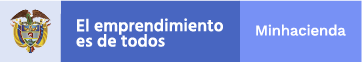 El emprendimiento
es de todos
Minhacienda